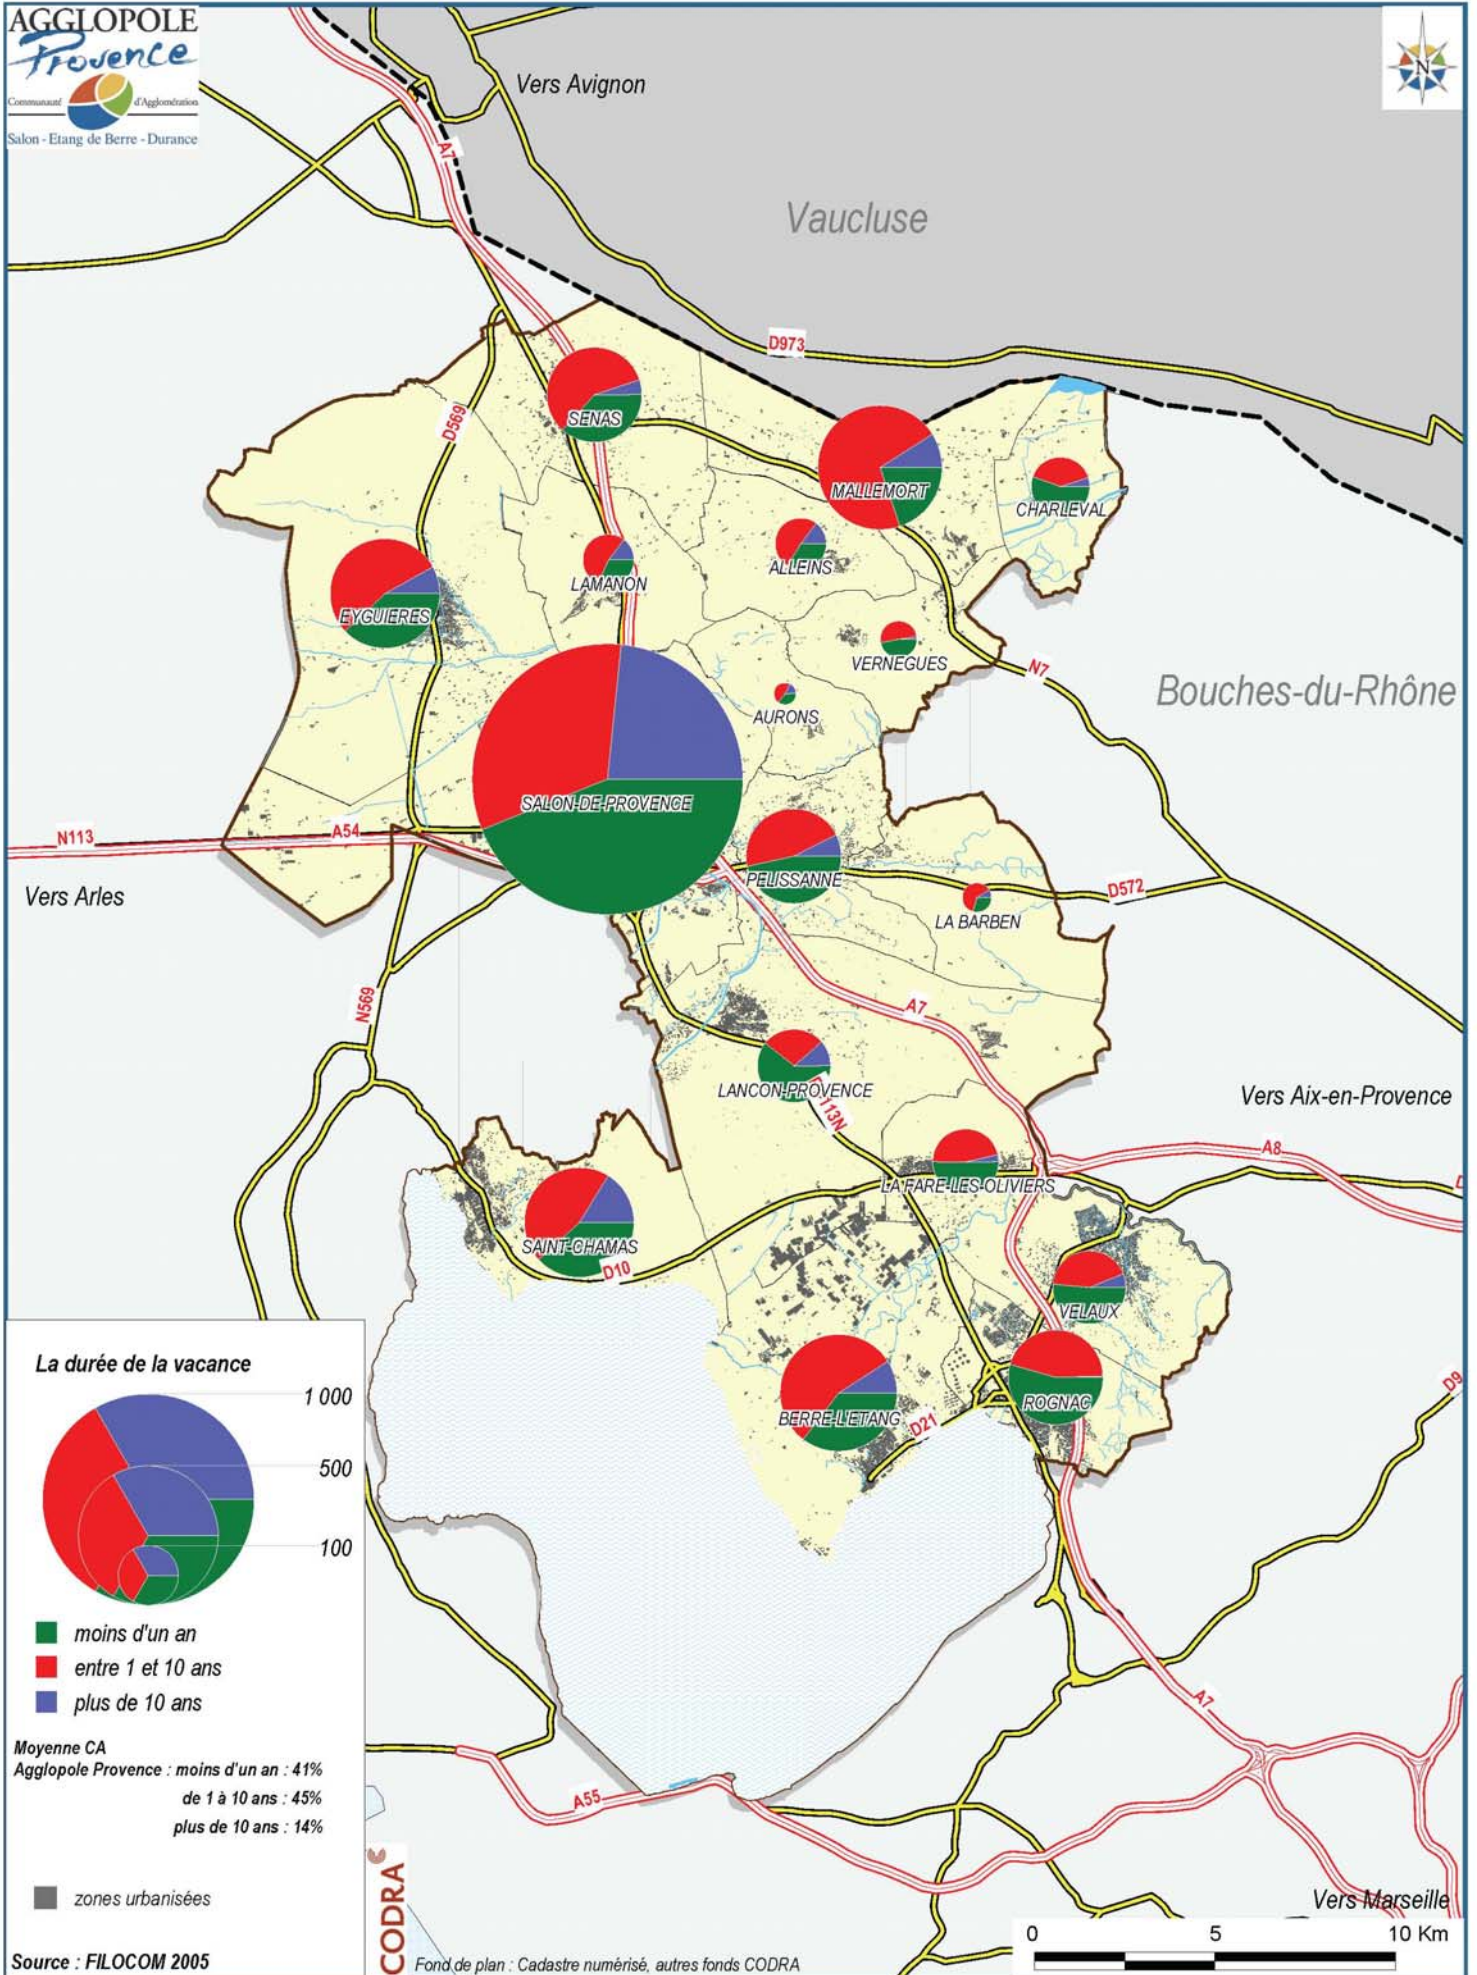 AGGLOPOLE
Provence
Communauté d'Agglomération
Salon - Etang de Berre - Durance
Vers Avignon
N
A7
Vaucluse
D973
D569
SENAS
MALLEMORT
CHARLEVAL
ALLEINS
LAMANON
EYGUIERES
VERNEGUES
N7
Bouches-du-Rhône
AURONS
SALON-DE-PROVENCE
N113
A54
Vers Arles
PELISSANNE
D572
LA BARBEN
N569
A7
LANCON-PROVENCE
113N
Vers Aix-en-Provence
A8
LA FARE-LES-OLIVIERS
SAINT-CHAMAS
D10
VELAUX
ROGNAC
BERRE-L'ETANG
D21
D9
La durée de la vacance
1 000
500
100
moins d'un an
entre 1 et 10 ans
plus de 10 ans
Moyenne CA
Agglopole Provence : moins d'un an : 41%
de 1 à 10 ans : 45%
plus de 10 ans : 14%
zones urbanisées
Source : FILOCOM 2005
CODRA
Fond de plan : Cadastre numérisé, autres fonds CODRA
A55
A7
Vers Marseille
0 5 10 Km